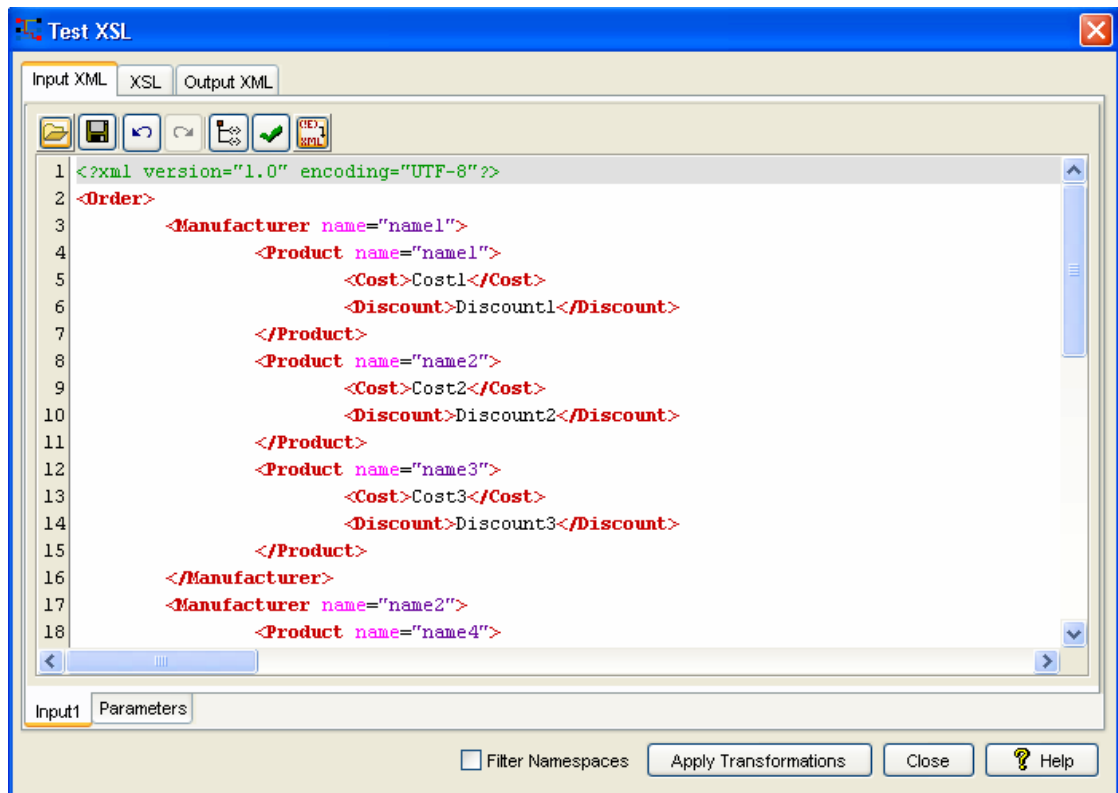 Test XSL
Input XML XSL Output XML
1 <?xml version="1.0" encoding="UTF-8"?>
2 <Order>
3 <Manufacturer name="name1">
4 <Product name="name1">
5 <Cost>Cost1</Cost>
6 <Discount>Discount1</Discount>
7 </Product>
8 <Product name="name2">
9 <Cost>Cost2</Cost>
10 <Discount>Discount2</Discount>
11 </Product>
12 <Product name="name3">
13 <Cost>Cost3</Cost>
14 <Discount>Discount3</Discount>
15 </Product>
16 </Manufacturer>
17 <Manufacturer name="name2">
18 <Product name="name4">
Input1 Parameters
Filter Namespaces Apply Transformations Close Help